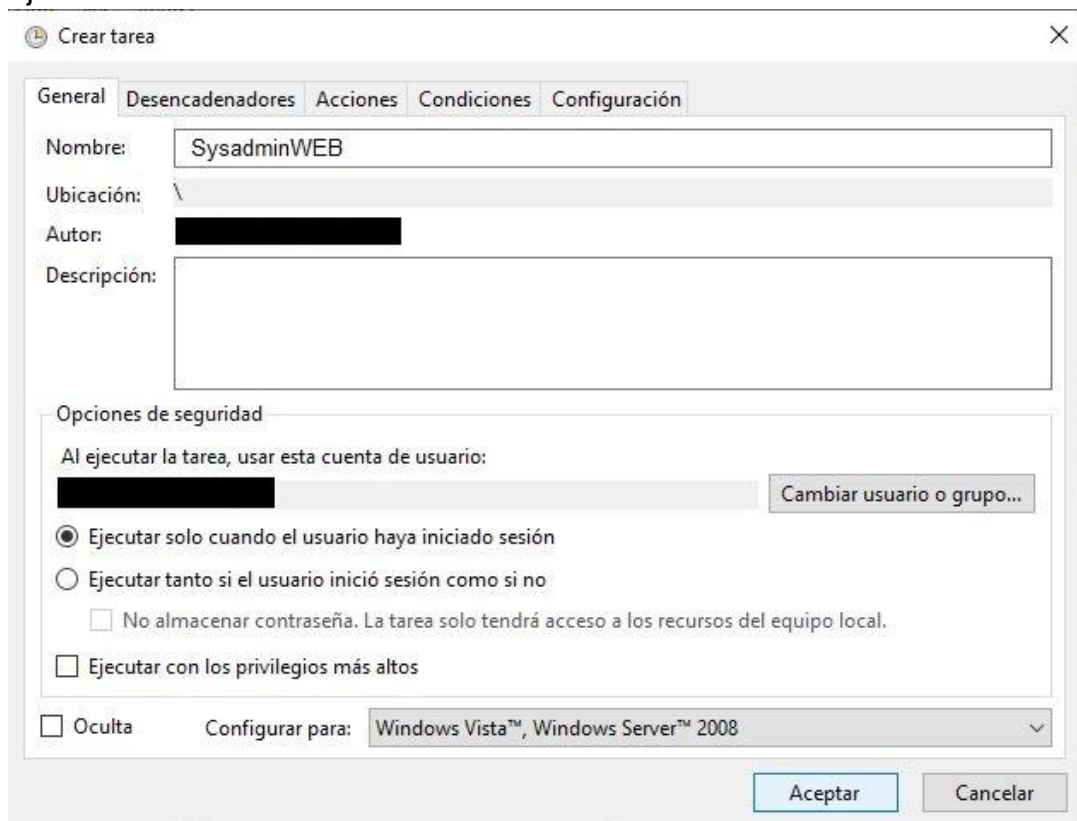 Crear tarea
General Desencadenadores Acciones Condiciones Configuración
Nombre: SysadminWEB
Ubicación: \
Autor:
Descripción:
Opciones de seguridad
Al ejecutar la tarea, usar esta cuenta de usuario:
Cambiar usuario o grupo...
Ejecutar solo cuando el usuario haya iniciado sesión
Ejecutar tanto si el usuario inició sesión como si no
No almacenar contraseña. La tarea solo tendrá acceso a los recursos del equipo local.
Ejecutar con los privilegios más altos
Oculta Configurar para: Windows Vista™, Windows Server™ 2008
Aceptar Cancelar